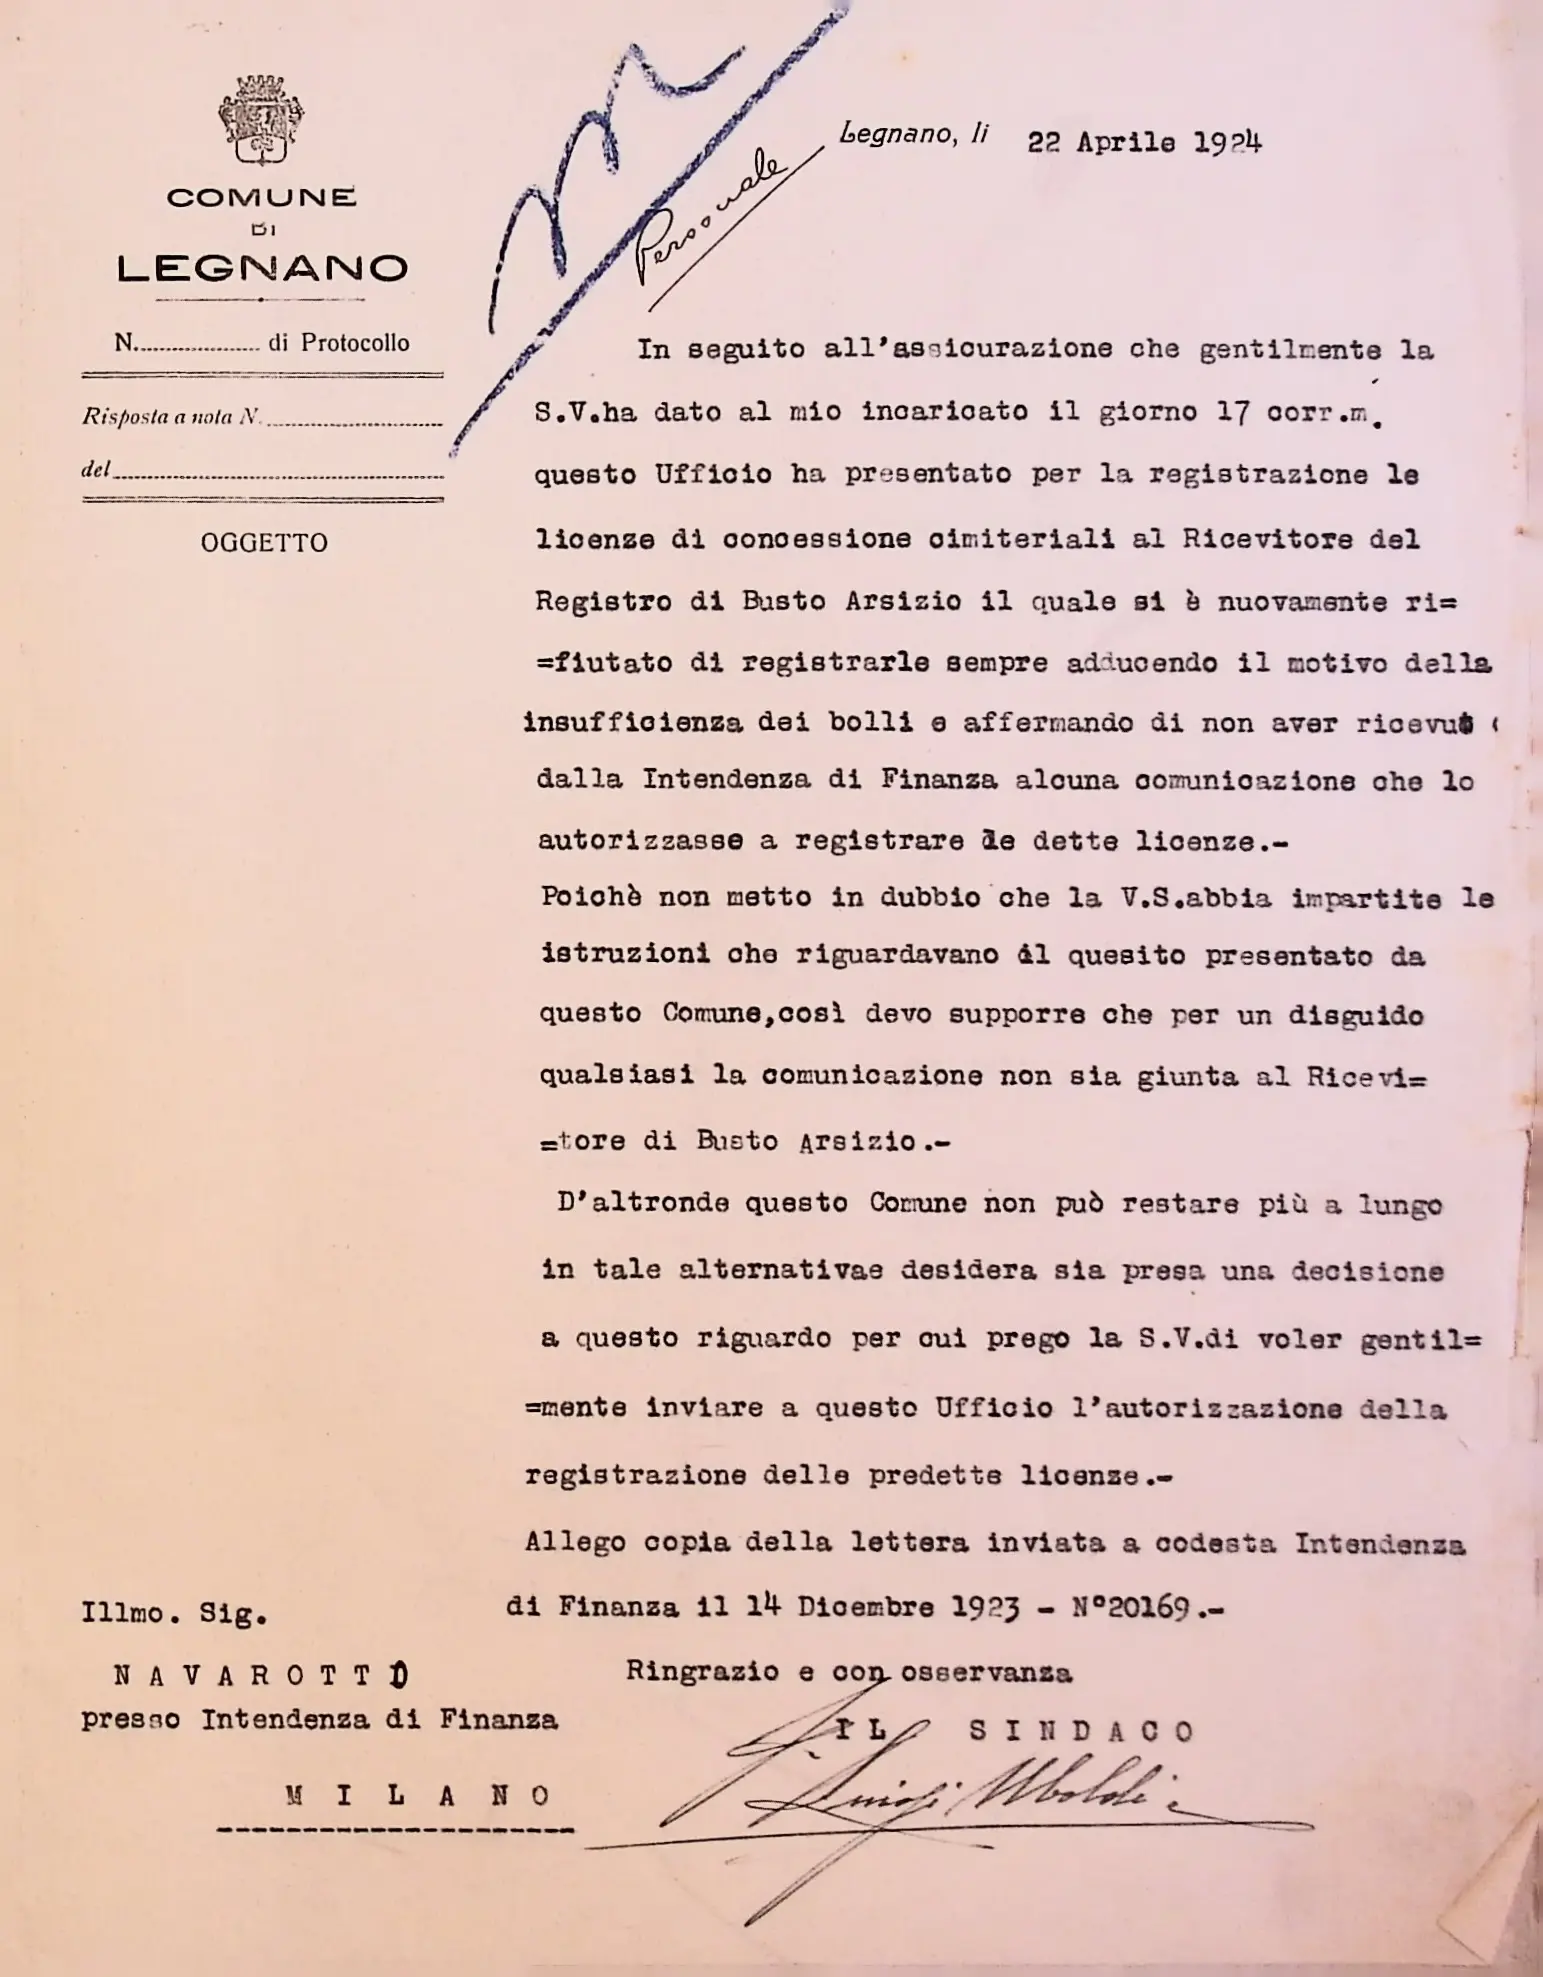 COMUNE
DI
LEGNANO
N. di Protocollo
Risposta a nota N.
del
OGGETTO
Legnano, li 22 Aprile 1924
Personale
In seguito all'assicurazione che gentilmente la
S.V.ha dato al mio incaricato il giorno 17 corr.m.
questo Ufficio ha presentato per la registrazione le
licenze di concessione cimiteriali al Ricevitore del
Registro di Busto Arsizio il quale si è nuovamente ri=
=fiutato di registrarle sempre adducendo il motivo della
insufficienza dei bolli e affermando di non aver ricevut
dalla Intendenza di Finanza alcuna comunicazione che lo
autorizzasse a registrare le dette licenze.-
Poichè non metto in dubbio che la V.S.abbia impartite le
istruzioni che riguardavano il quesito presentato da
questo Comune,così devo supporre che per un disguido
qualsiasi la comunicazione non sia giunta al Ricevi=
=tore di Busto Arsizio.-
D'altronde questo Comune non può restare più a lungo
in tale alternativae desidera sia presa una decisione
a questo riguardo per cui prego la S.V.di voler gentil=
=mente inviare a questo Ufficio l'autorizzazione della
registrazione delle predette licenze.-
Allego copia della lettera inviata a codesta Intendenza
di Finanza il 14 Dicembre 1923 - N°20169.-
Ringrazio e con osservanza
IL SINDACO
Luigi Uboldi
Illmo. Sig.
NAVAROTTO
presso Intendenza di Finanza
MILANO